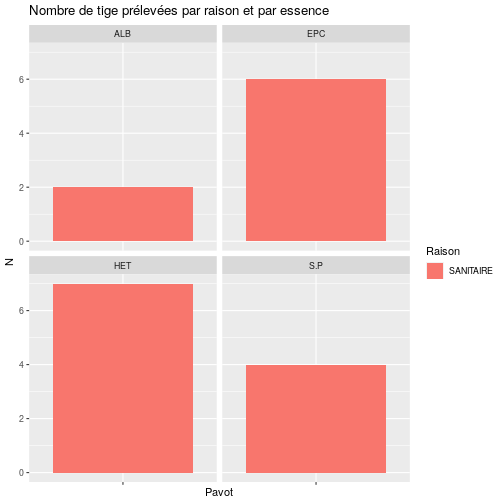 Nombre de tige prélevées par raison et par essence
ALB
EPC
6
4
2
0
HET
S.P
6
4
2
0
N
Pavot
Raison
SANITAIRE